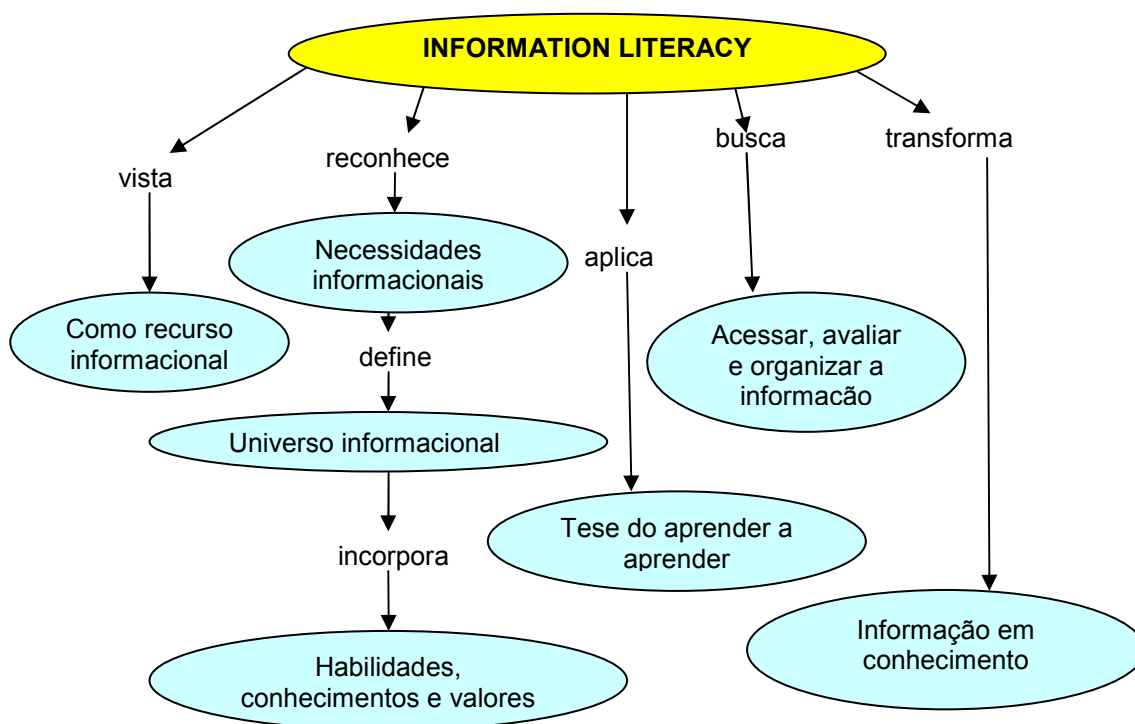 INFORMATION LITERACY
busca
transforma
reconhece
vista
Necessidades
informacionais
aplica
Como recurso
informacional
Acessar, avaliar
e organizar a
informacão
define
Universo informacional
Tese do aprender a
aprender
incorpora
Informação em
conhecimento
Habilidades,
conhecimentos e valores